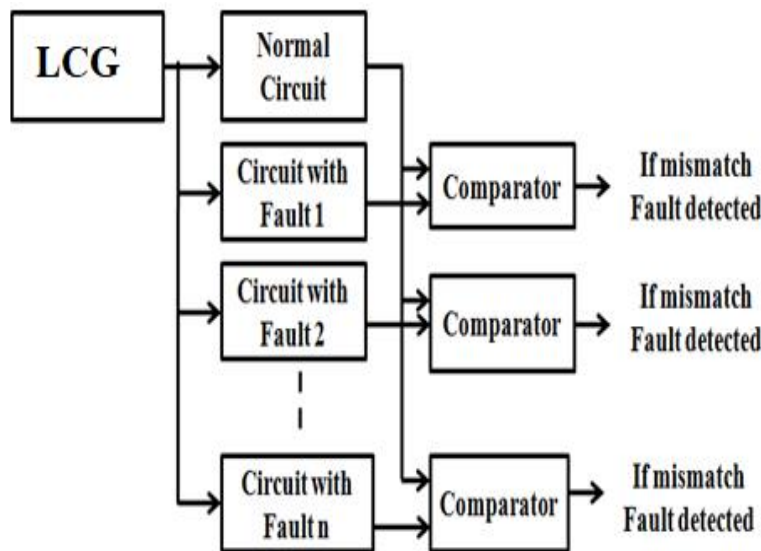 LCG
Normal
Circuit
Circuit with
Fault 1
Comparator
If mismatch
Fault detected
Circuit with
Fault 2
Comparator
If mismatch
Fault detected
Circuit with
Fault n
Comparator
If mismatch
Fault detected